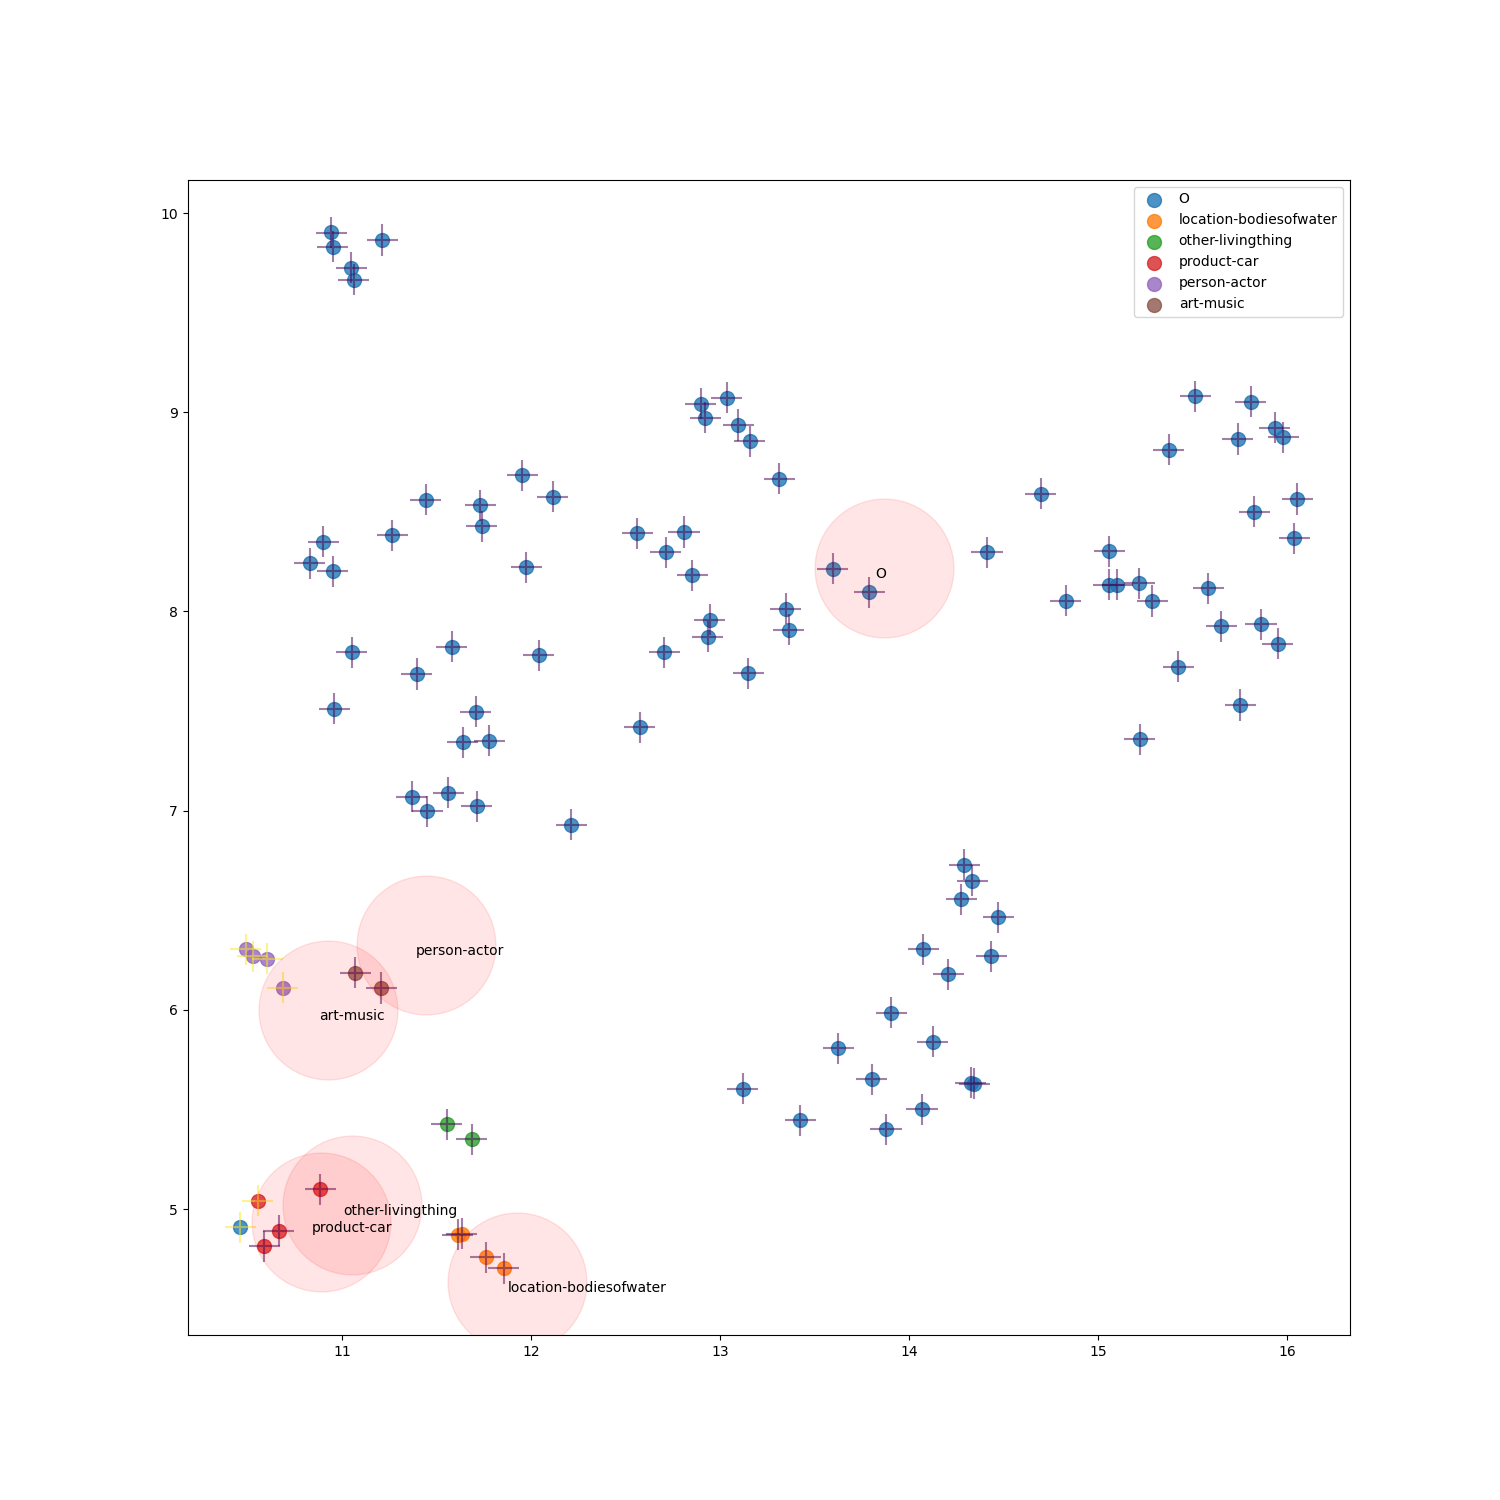 10
9
8
7
6
5
11
12
13
14
15
16
O
location-bodiesofwater
other-livingthing
product-car
person-actor
art-music
O
person-actor
art-music
other-livingthing
product-car
location-bodiesofwater